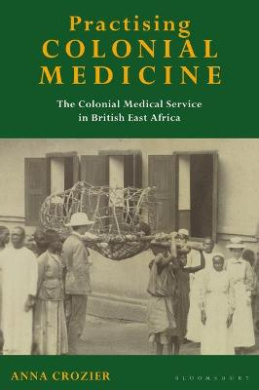 Practising
COLONIAL
MEDICINE
The Colonial Medical Service
in British East Africa
ANNA CROZIER
BLOOMSBURY